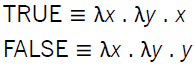 TRUE ≡ λx . λy . x
FALSE ≡ λx . λy . y